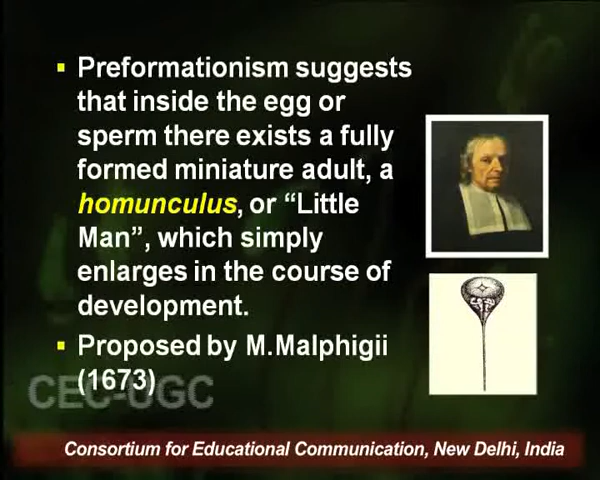 Preformationism suggests
that inside the egg or
sperm there exists a fully
formed miniature adult, a
homunculus, or “Little
Man”, which simply
enlarges in the course of
development.
Proposed by M.Malphigii
(1673)
CEC-UGC
Consortium for Educational Communication, New Delhi, India